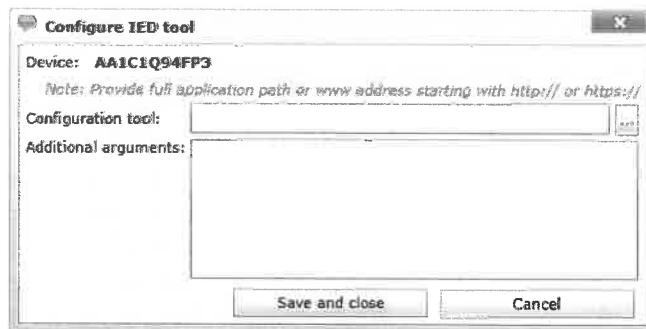 Configure IED tool
Device: AA1C1Q94FP3
Note: Provide full application path or www address starting with http:// or https://
Configuration tool:
...
Additional arguments:
Save and close
Cancel